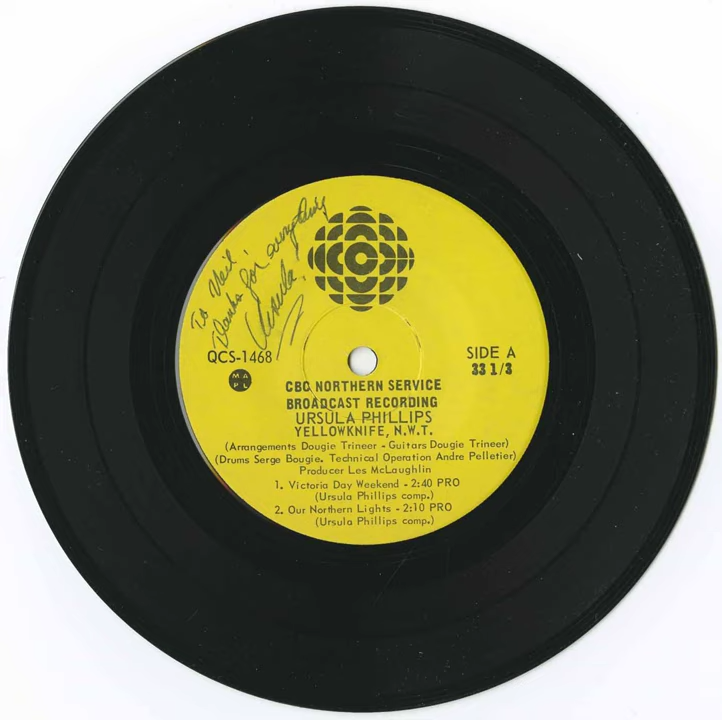 To Neil,
Thanks for everything
Ursula.
QCS-1468
SIDE A
33 1/3
M A
P L
CBC NORTHERN SERVICE
BROADCAST RECORDING
URSULA PHILLIPS
YELLOWKNIFE, N.W.T.
(Arrangements Dougie Trineer - Guitars Dougie Trineer)
(Drums Serge Bougie. Technical Operation Andre Pelletier)
Producer Les McLaughlin
1. Victoria Day Weekend - 2:40 PRO
(Ursula Phillips comp.)
2. Our Northern Lights - 2:10 PRO
(Ursula Phillips comp.)